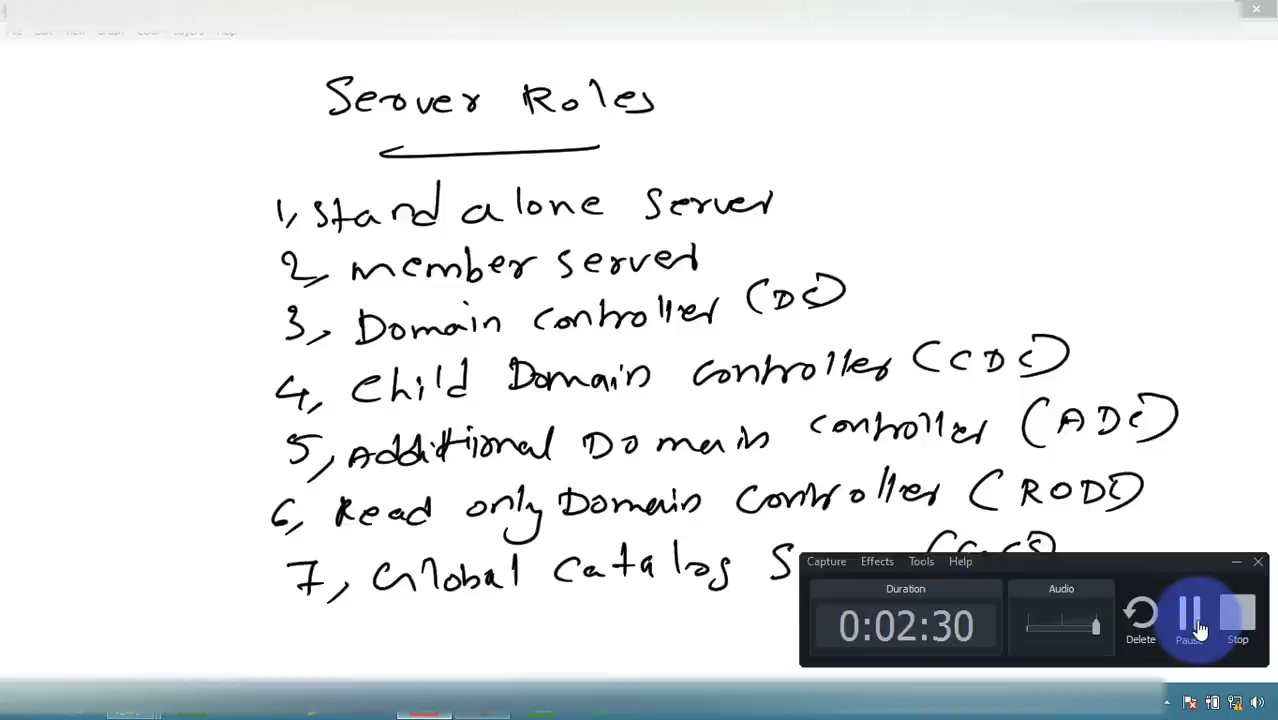 Server Roles
1, Stand alone Server
2, member server
3, Domain controller (DC)
4, Child Domain controller (CDC)
5, Additional Domain controller (ADC)
6, Read only Domain controller (RODC)
7, Global Catalog
Capture Effects Tools Help
Duration Audio
0:02:30
Delete Pause Stop